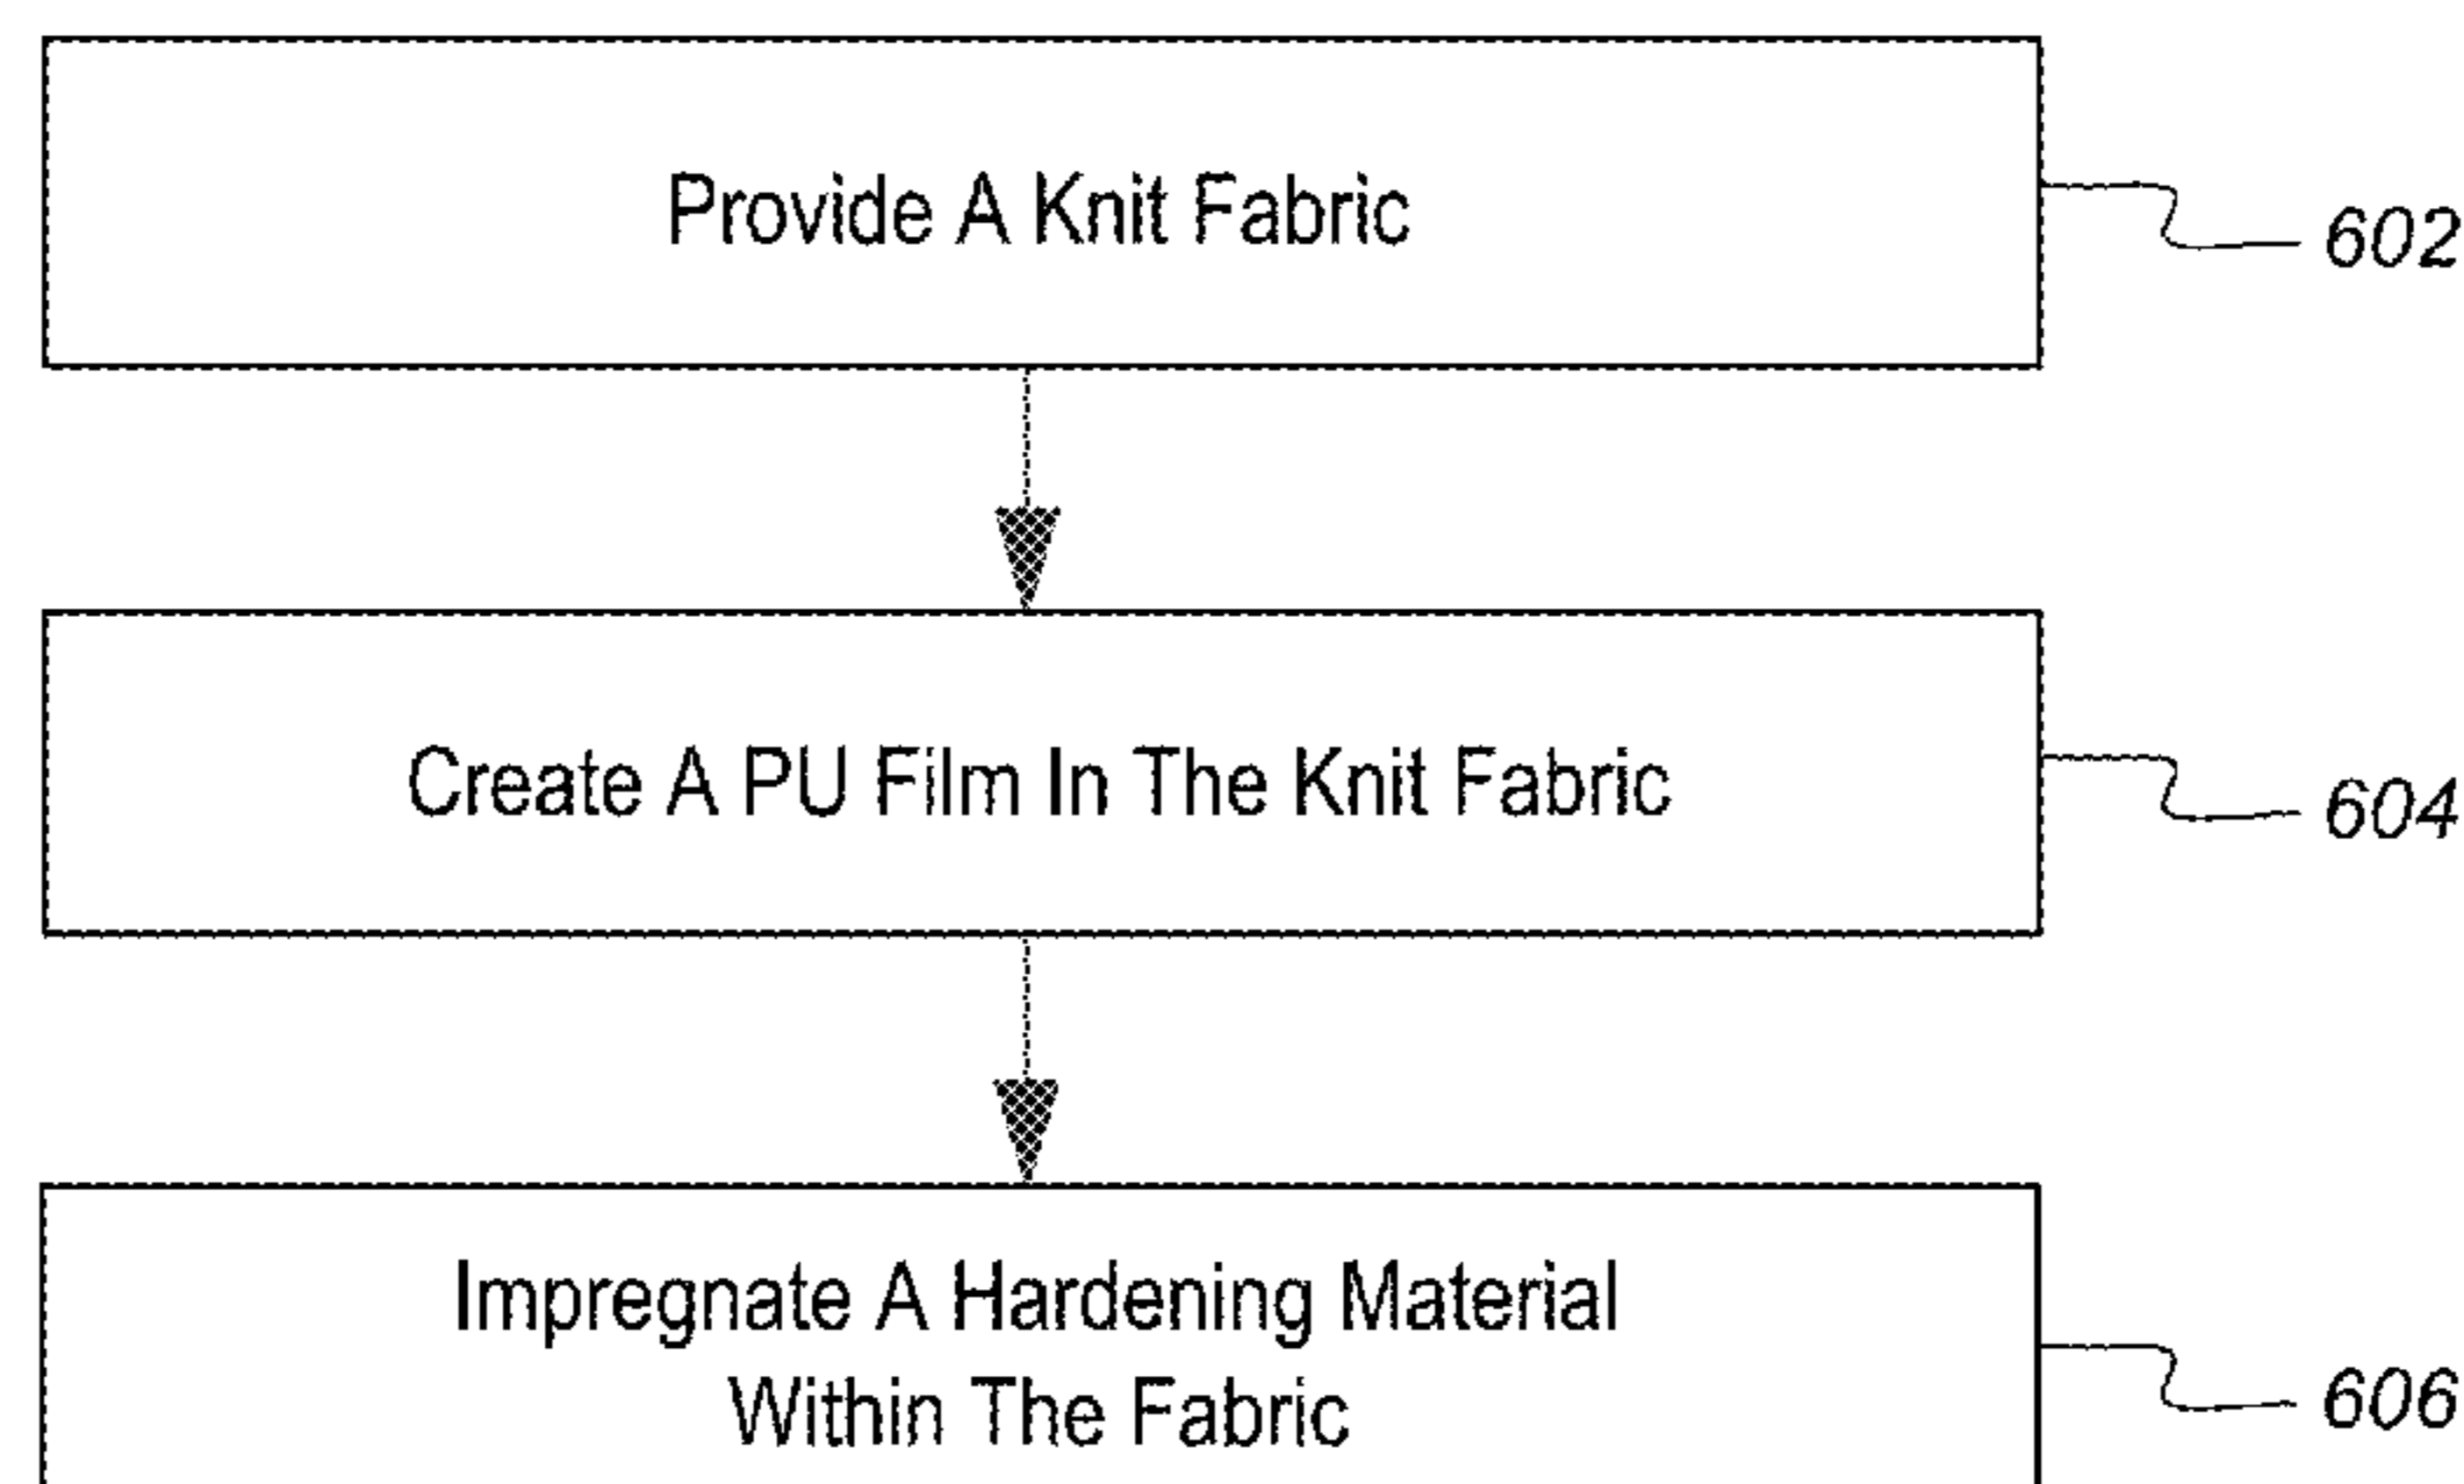 Provide A Knit Fabric
602
Create A PU Film In The Knit Fabric
604
Impregnate A Hardening Material
Within The Fabric
606